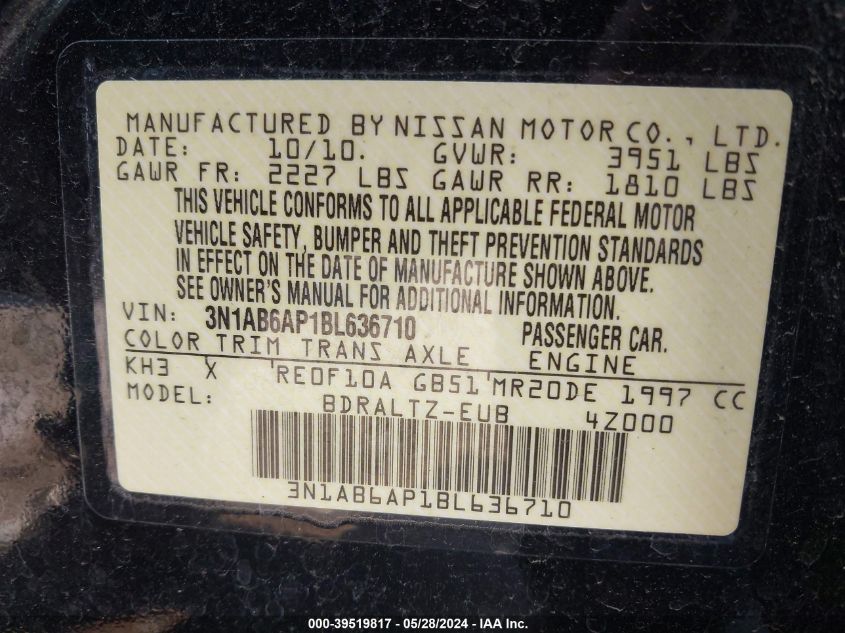 MANUFACTURED BY NISSAN MOTOR CO., LTD.
DATE: 10/10. GVWR: 3951 LBS
GAWR FR: 2227 LBS GAWR RR: 1810 LBS
THIS VEHICLE CONFORMS TO ALL APPLICABLE FEDERAL MOTOR
VEHICLE SAFETY, BUMPER AND THEFT PREVENTION STANDARDS
IN EFFECT ON THE DATE OF MANUFACTURE SHOWN ABOVE.
SEE OWNER'S MANUAL FOR ADDITIONAL INFORMATION.
VIN: 3N1AB6AP1BL636710 PASSENGER CAR.
COLOR TRIM TRANS AXLE ENGINE
KH3 X RE0F10A GB51 MR20DE 1997 CC
MODEL: BDRALTZ-EUB 4Z000
3N1AB6AP1BL636710
000-39519817 - 05/28/2024 - IAA Inc.